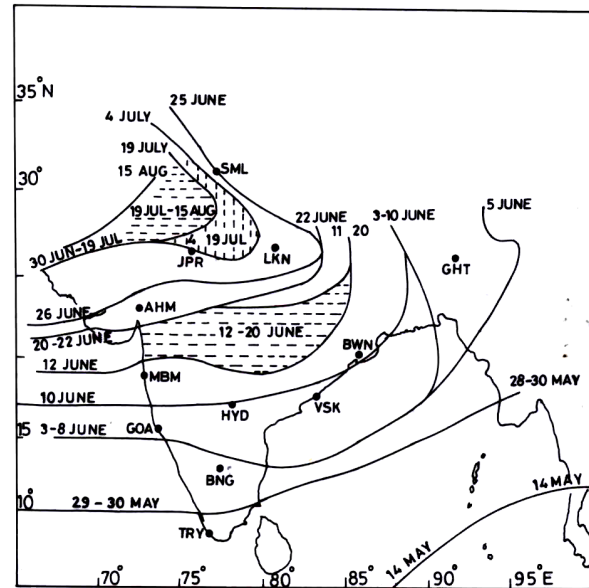 35°N
25 JUNE
4 JULY
19 JULY
15 AUG
SML
30°
19 JUL-15 AUG
22 JUNE
11
20
3-10 JUNE
5 JUNE
4
19 JUL
30 JUN-19 JUL
JPR
LKN
GHT
30
26 JUNE
AHM
20-22 JUNE
12-20 JUNE
BWN
12 JUNE
MBM
28-30 MAY
10 JUNE
HYD
VSK
3-8 JUNE
GOA
15
BNG
29-30 MAY
10°
14 MAY
TRY
14 MAY
70°
75°
80°
85°
90°
95°E